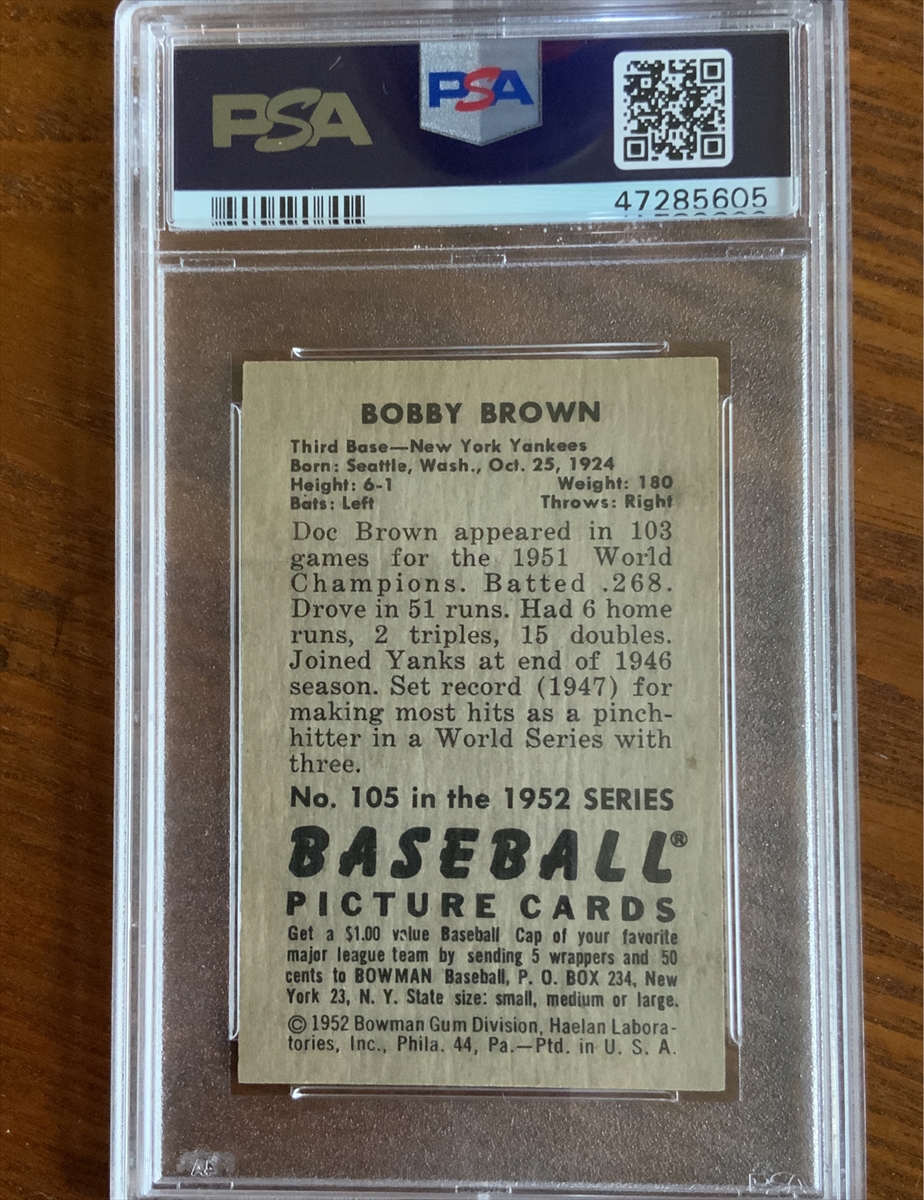 PSA
PSA
47285605
BOBBY BROWN
Third Base—New York Yankees
Born: Seattle, Wash., Oct. 25, 1924
Height: 6-1 Weight: 180
Bats: Left Throws: Right
Doc Brown appeared in 103
games for the 1951 World
Champions. Batted .268.
Drove in 51 runs. Had 6 home
runs, 2 triples, 15 doubles.
Joined Yanks at end of 1946
season. Set record (1947) for
making most hits as a pinch-
hitter in a World Series with
three.
No. 105 in the 1952 SERIES
BASEBALL®
PICTURE CARDS
Get a $1.00 value Baseball Cap of your favorite
major league team by sending 5 wrappers and 50
cents to BOWMAN Baseball, P. O. BOX 234, New
York 23, N. Y. State size: small, medium or large.
© 1952 Bowman Gum Division, Haelan Labora-
tories, Inc., Phila. 44, Pa.—Ptd. in U. S. A.
PSA